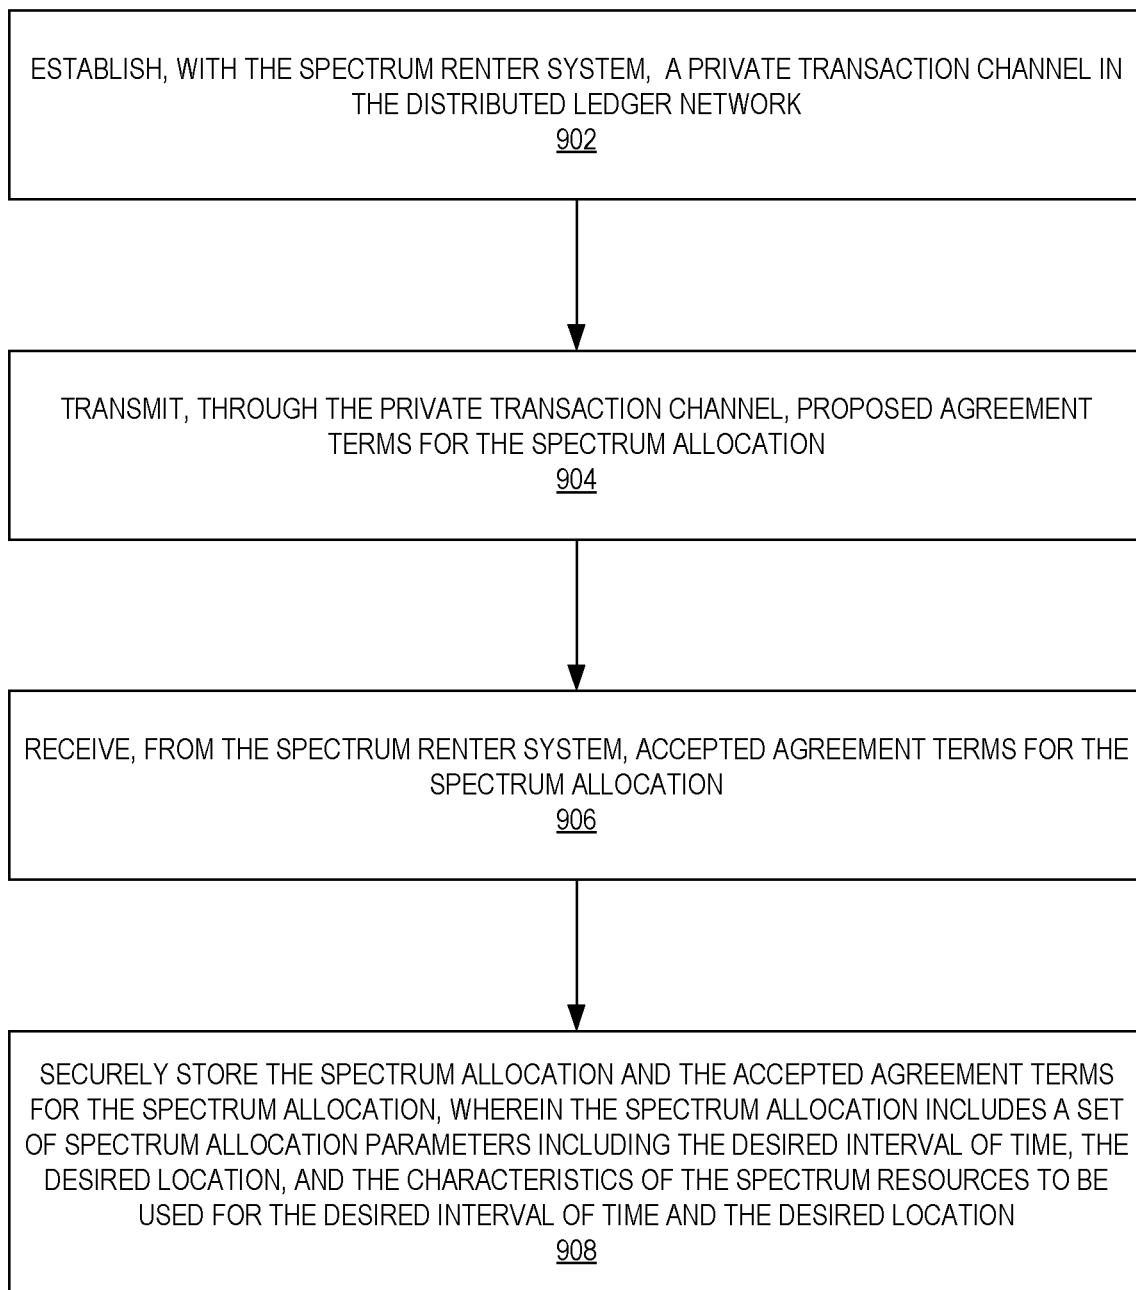 ESTABLISH, WITH THE SPECTRUM RENTER SYSTEM, A PRIVATE TRANSACTION CHANNEL IN
THE DISTRIBUTED LEDGER NETWORK
902
TRANSMIT, THROUGH THE PRIVATE TRANSACTION CHANNEL, PROPOSED AGREEMENT
TERMS FOR THE SPECTRUM ALLOCATION
904
RECEIVE, FROM THE SPECTRUM RENTER SYSTEM, ACCEPTED AGREEMENT TERMS FOR THE
SPECTRUM ALLOCATION
906
SECURELY STORE THE SPECTRUM ALLOCATION AND THE ACCEPTED AGREEMENT TERMS
FOR THE SPECTRUM ALLOCATION, WHEREIN THE SPECTRUM ALLOCATION INCLUDES A SET
OF SPECTRUM ALLOCATION PARAMETERS INCLUDING THE DESIRED INTERVAL OF TIME, THE
DESIRED LOCATION, AND THE CHARACTERISTICS OF THE SPECTRUM RESOURCES TO BE
USED FOR THE DESIRED INTERVAL OF TIME AND THE DESIRED LOCATION
908